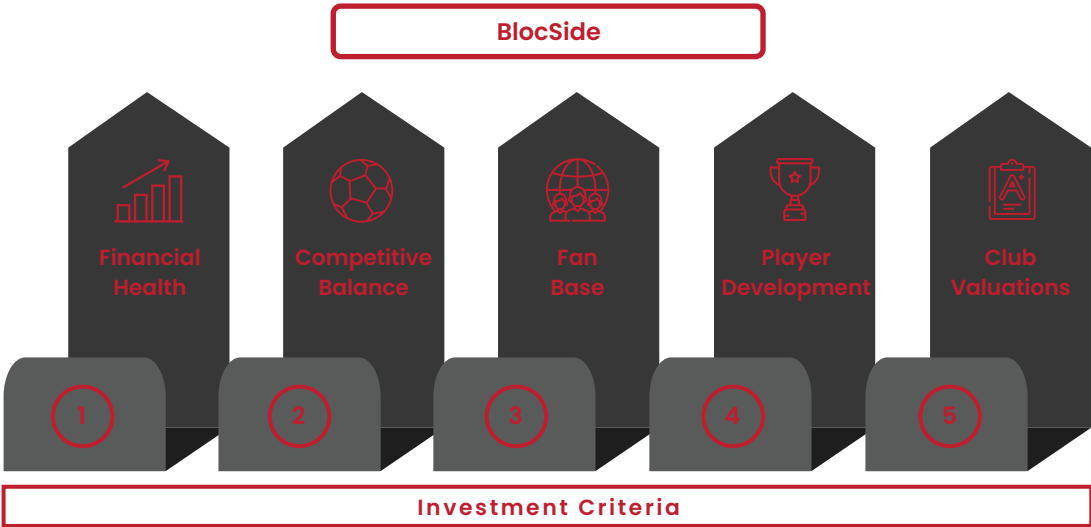 BlocSide
Financial
Health
Competitive
Balance
Fan
Base
Player
Development
Club
Valuations
1
2
3
4
5
Investment Criteria